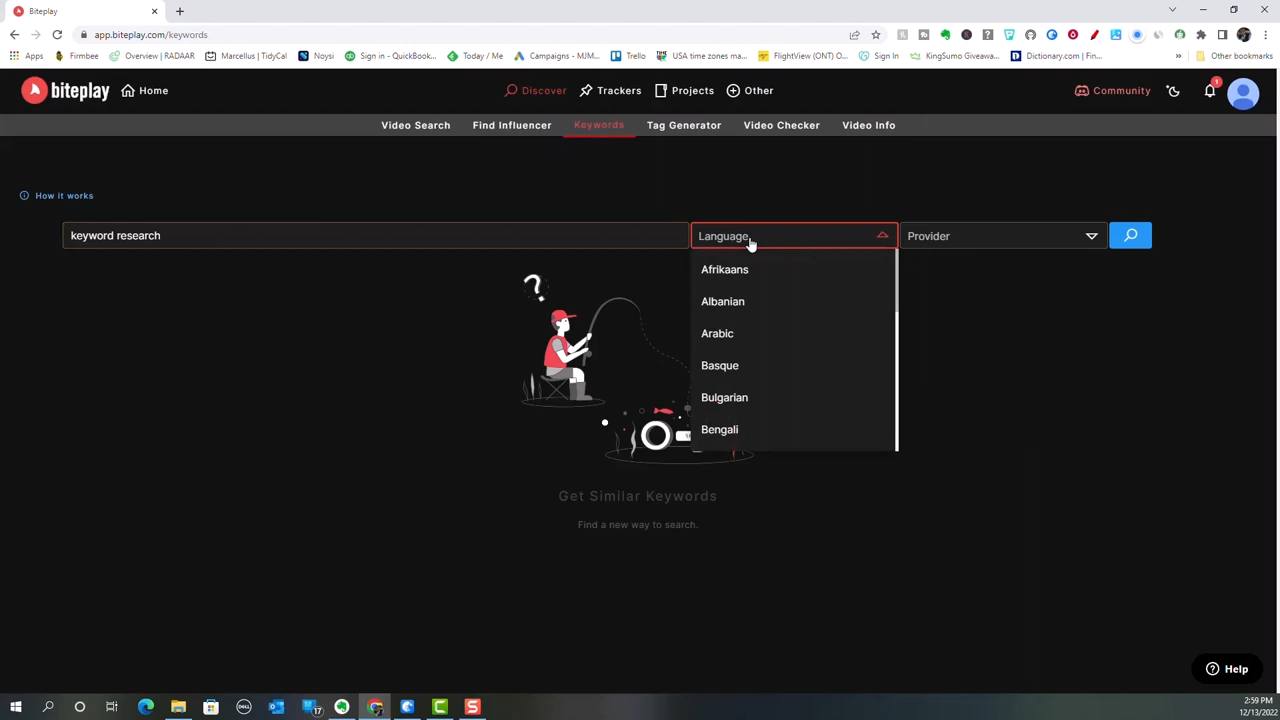 Biteplay
app.biteplay.com/keywords
Apps Firmbee Overview | RADAAR Marcellus | TidyCal Noysi Sign in - QuickBook... Today / Me Campaigns - MJM... Trello USA time zones ma... FlightView (ONT) O... Sign In KingSumo Giveawa... Dictionary.com | Fin... Other bookmarks
biteplay Home Discover Trackers Projects Other Community 1
Video Search Find Influencer Keywords Tag Generator Video Checker Video Info
How it works
keyword research Language Provider
?
Afrikaans
Albanian
Arabic
Basque
Bulgarian
Bengali
Get Similar Keywords
Find a new way to search.
Help
17 2:59 PM
12/13/2022